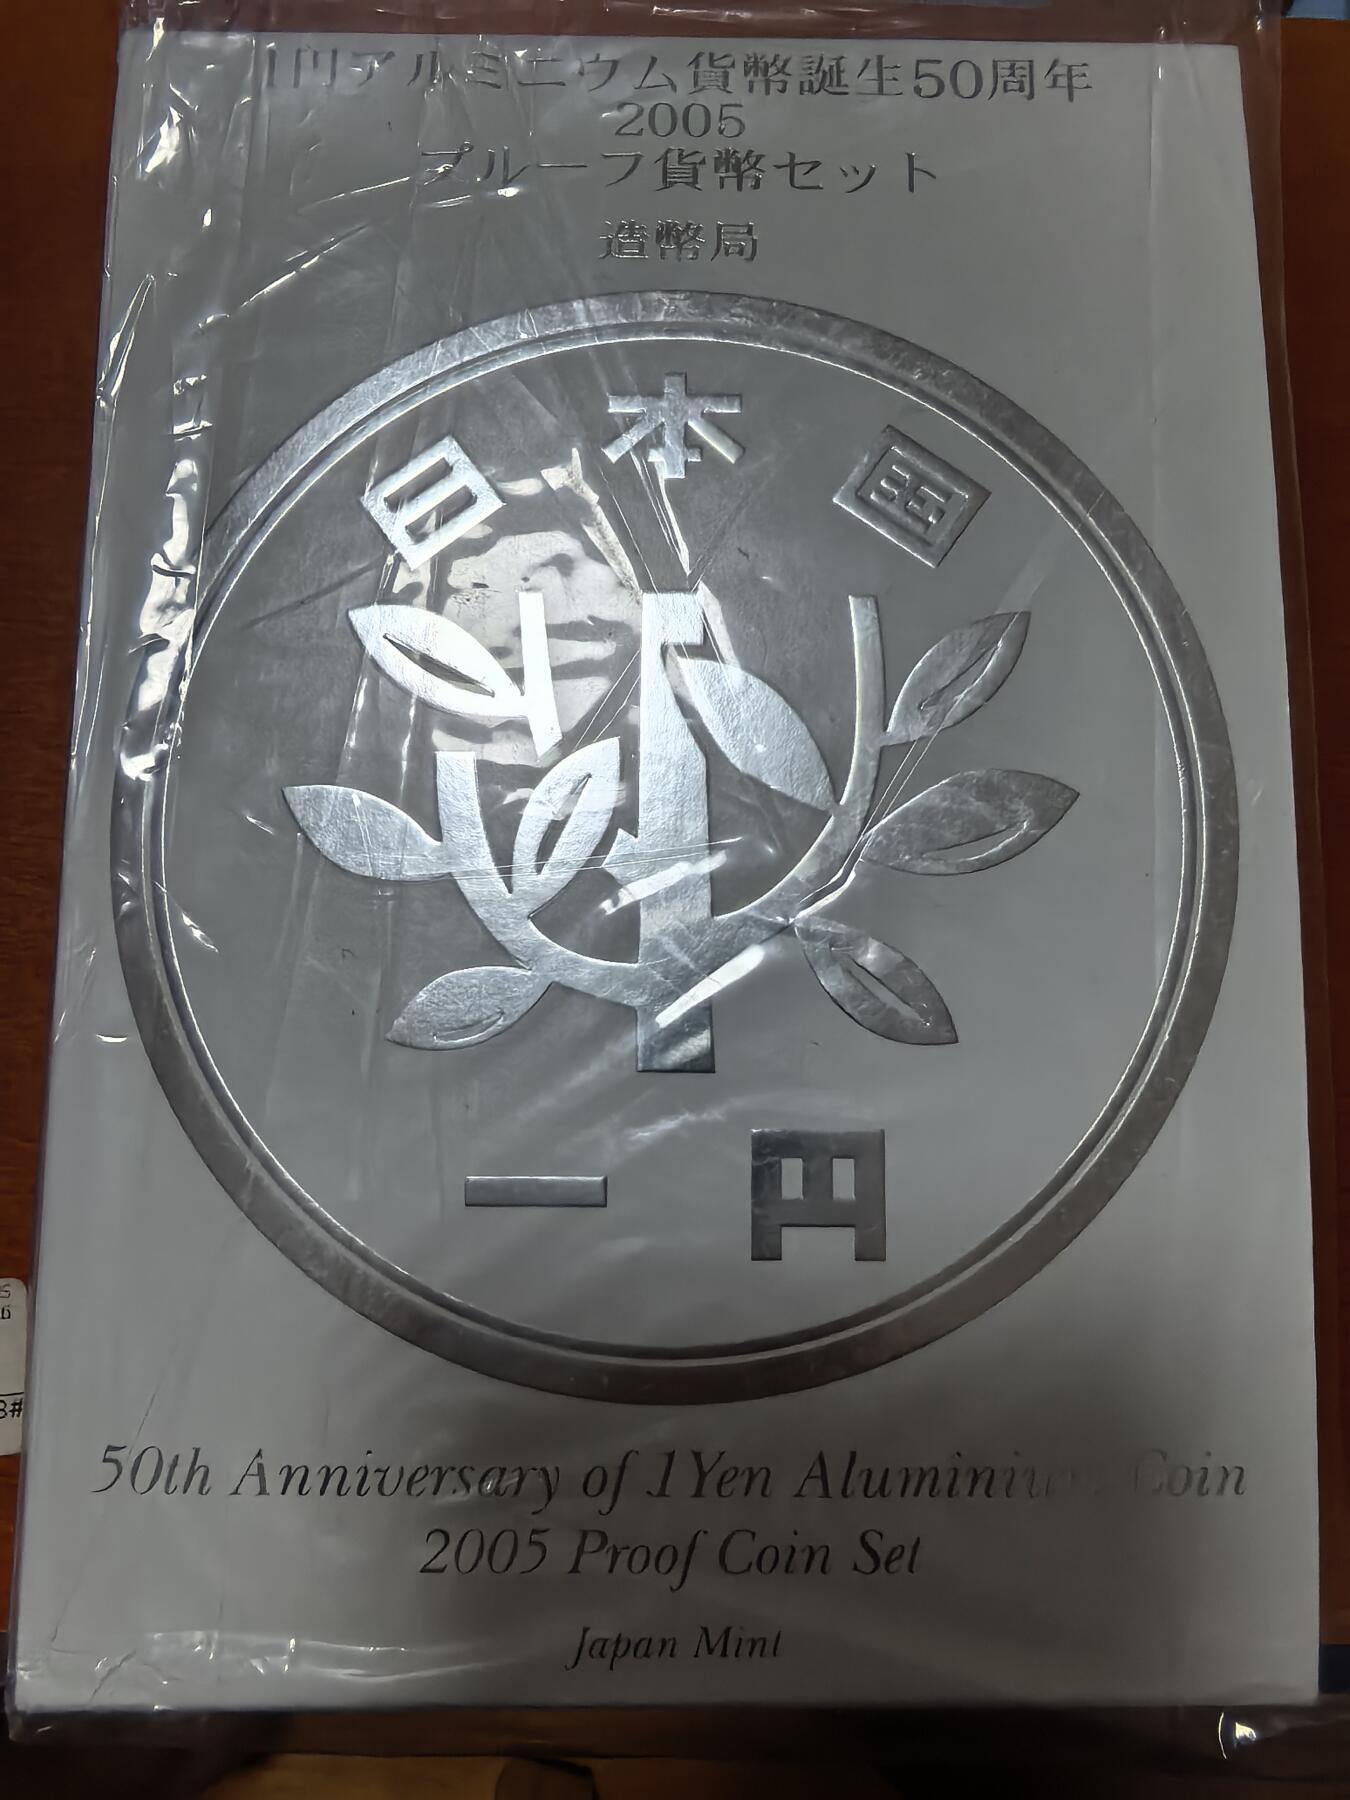 1円アルミニウム貨幣誕生50周年
2005
プルーフ貨幣セット
造幣局
日本国
一円
50th Anniversary of 1Yen Aluminium Coin
2005 Proof Coin Set
Japan Mint
8#